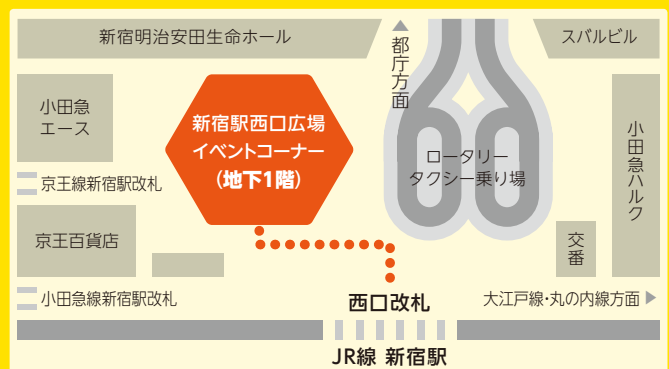 新宿明治安田生命ホール
都庁方面
スバルビル
小田急
エース
新宿駅西口広場
イベントコーナー
(地下1階)
ロータリー
タクシー乗り場
小田急ハルク
京王線新宿駅改札
京王百貨店
交番
小田急線新宿駅改札
西口改札
大江戸線・丸の内線方面
JR線 新宿駅